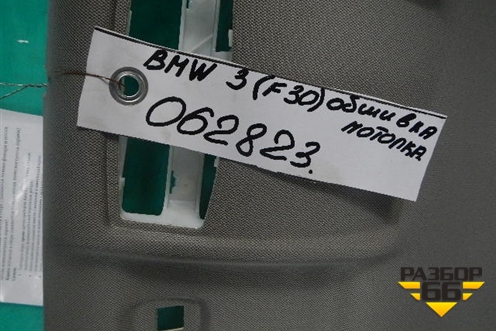 BMW 3 (F30) обшивка
потолка.
062823.
РАЗБОР
66